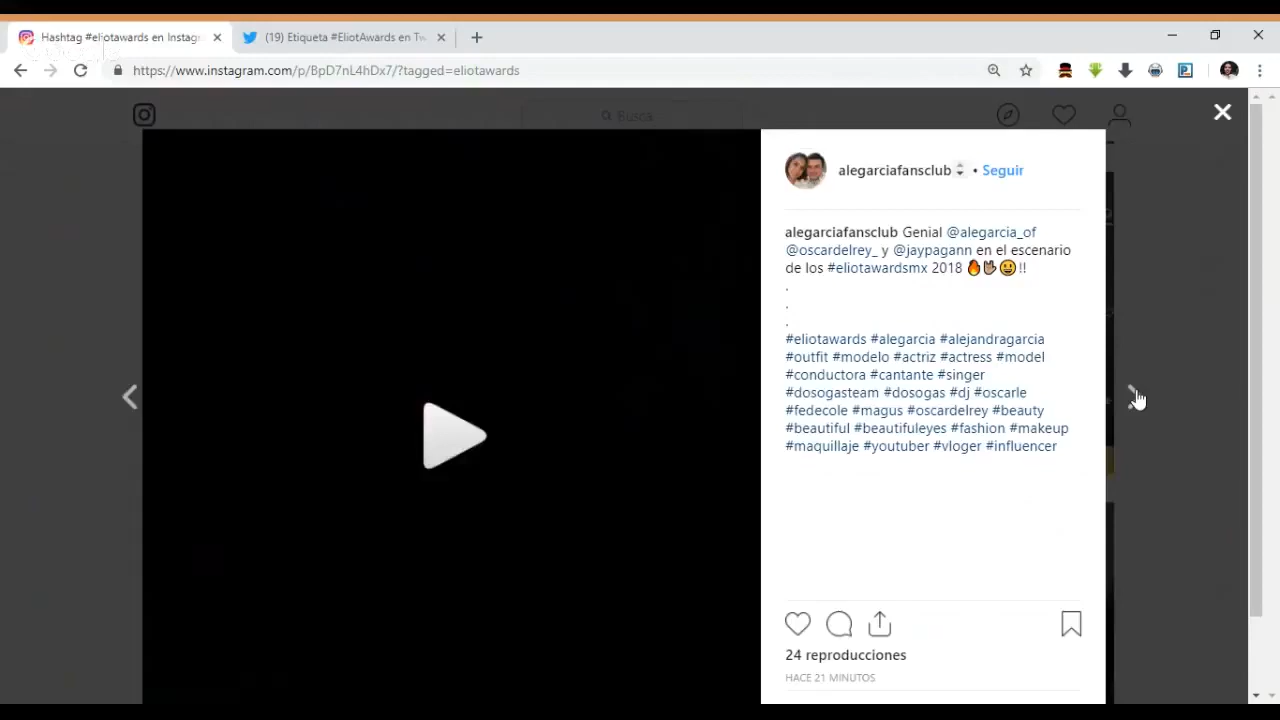 Hashtag #eliotawards en Instag
(19) Etiqueta #EliotAwards en Tw
https://www.instagram.com/p/BpD7nL4hDx7/?tagged=eliotawards
Busca
alegarciafansclub • Seguir
alegarciafansclub Genial @alegarcia_of
@oscardelrey_ y @jaypagann en el escenario
de los #eliotawardsmx 2018 🔥🤟😀!!
.
.
.
#eliotawards #alegarcia #alejandragarcia
#outfit #modelo #actriz #actress #model
#conductora #cantante #singer
#dosogasteam #dosogas #dj #oscarle
#fedecole #magus #oscardelrey #beauty
#beautiful #beautifuleyes #fashion #makeup
#maquillaje #youtuber #vloger #influencer
24 reproducciones
HACE 21 MINUTOS